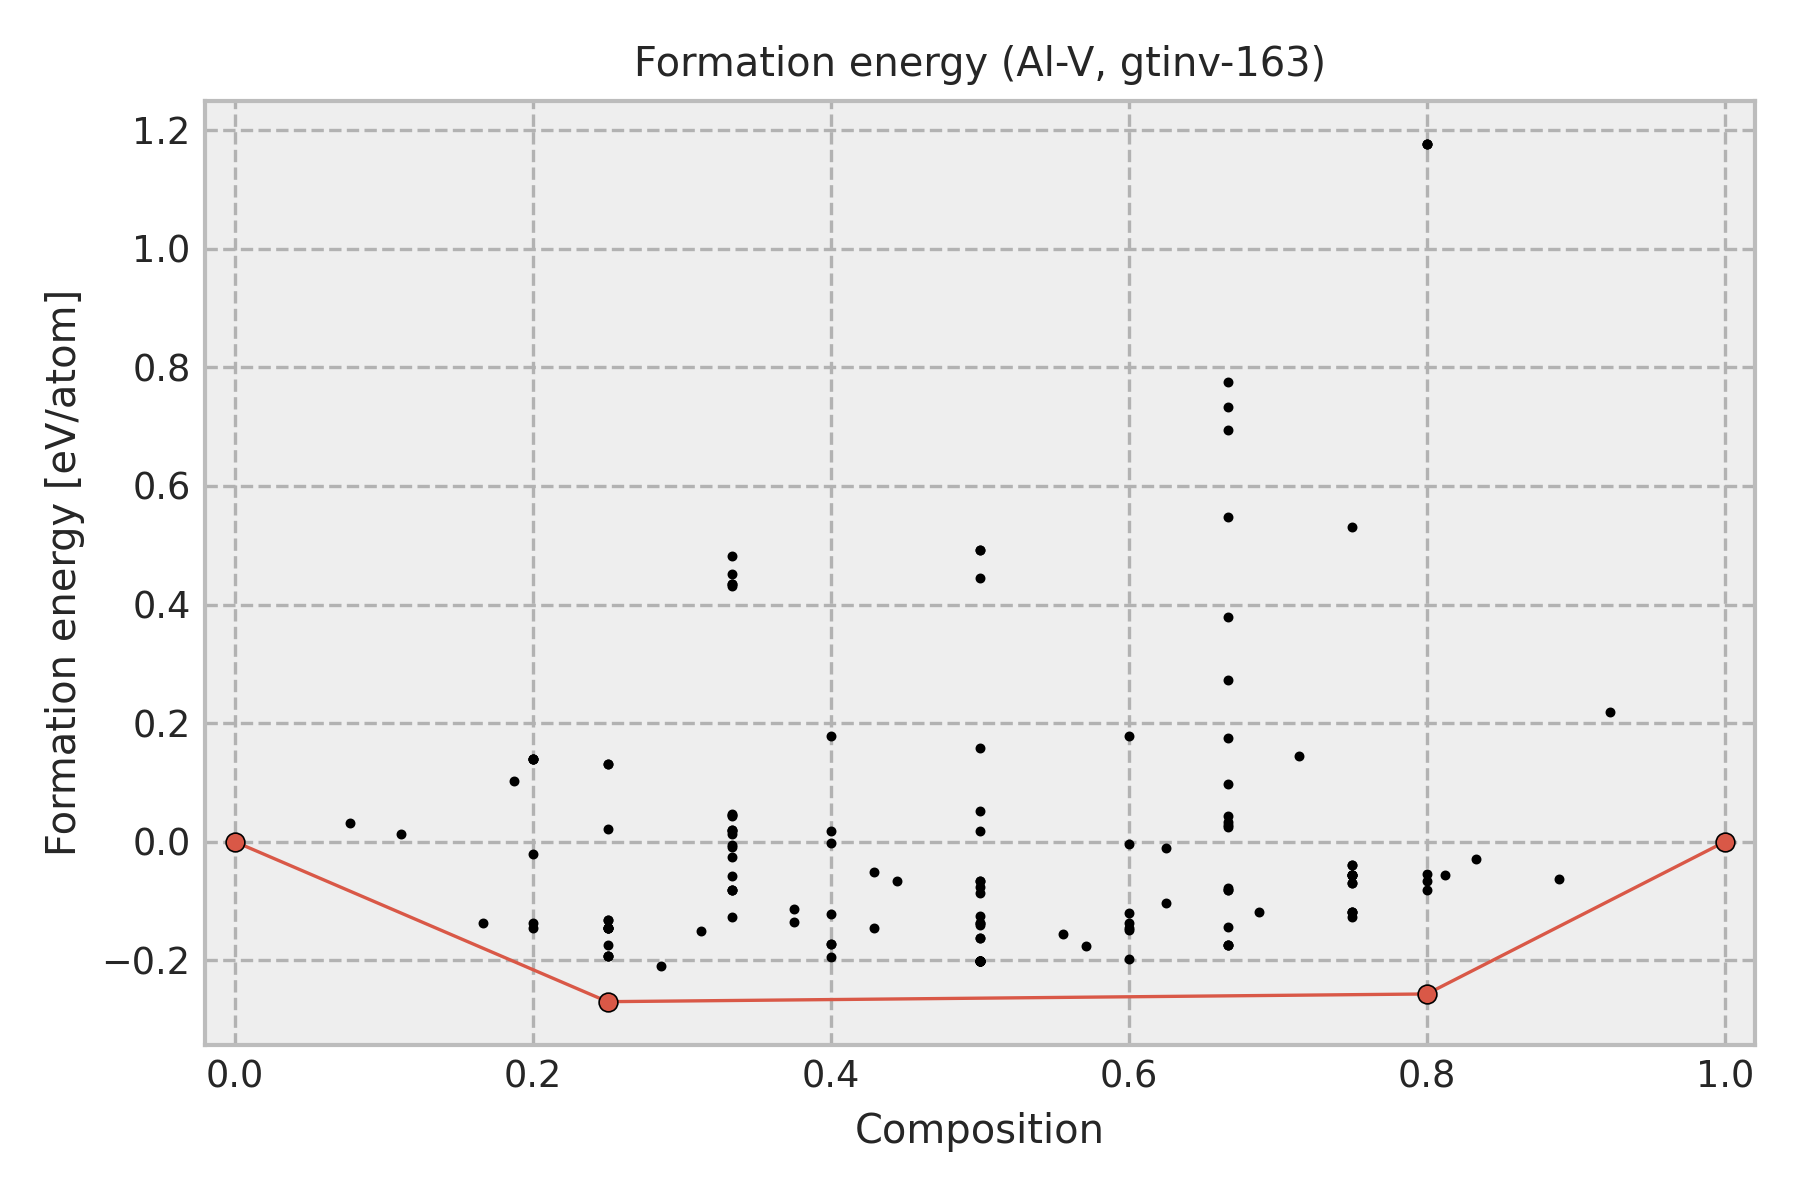 Formation energy (Al-V, gtinv-163)
1.2
1.0
0.8
0.6
0.4
0.2
0.0
−0.2
Formation energy [eV/atom]
0.0 0.2 0.4 0.6 0.8 1.0
Composition